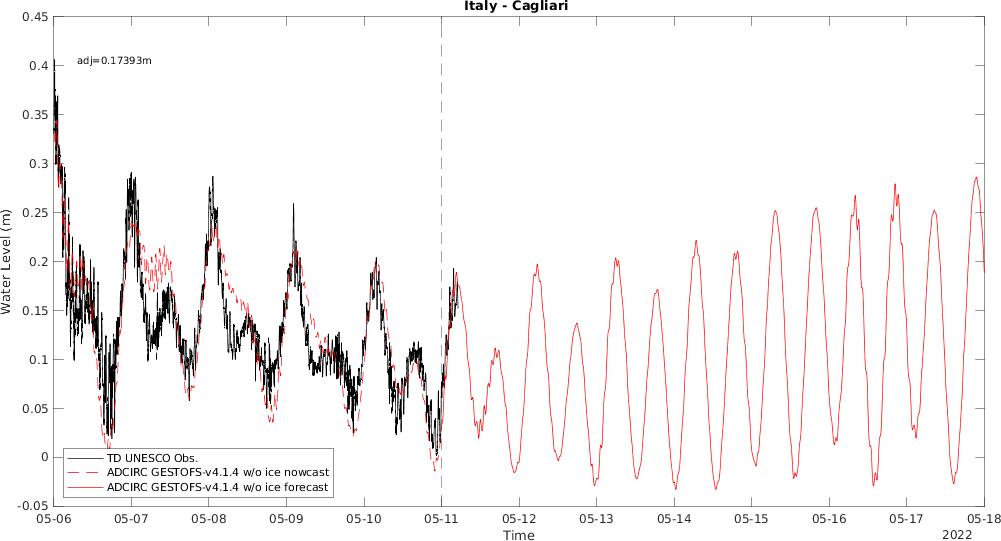 Italy - Cagliari
0.45
adj=0.17393m
0.4
0.35
0.3
0.25
0.2
0.15
0.1
0.05
0
-0.05
Water Level (m)
TD UNESCO Obs.
ADCIRC GESTOFS-v4.1.4 w/o ice nowcast
ADCIRC GESTOFS-v4.1.4 w/o ice forecast
05-06 05-07 05-08 05-09 05-10 05-11 05-12 05-13 05-14 05-15 05-16 05-17 05-18
Time
2022